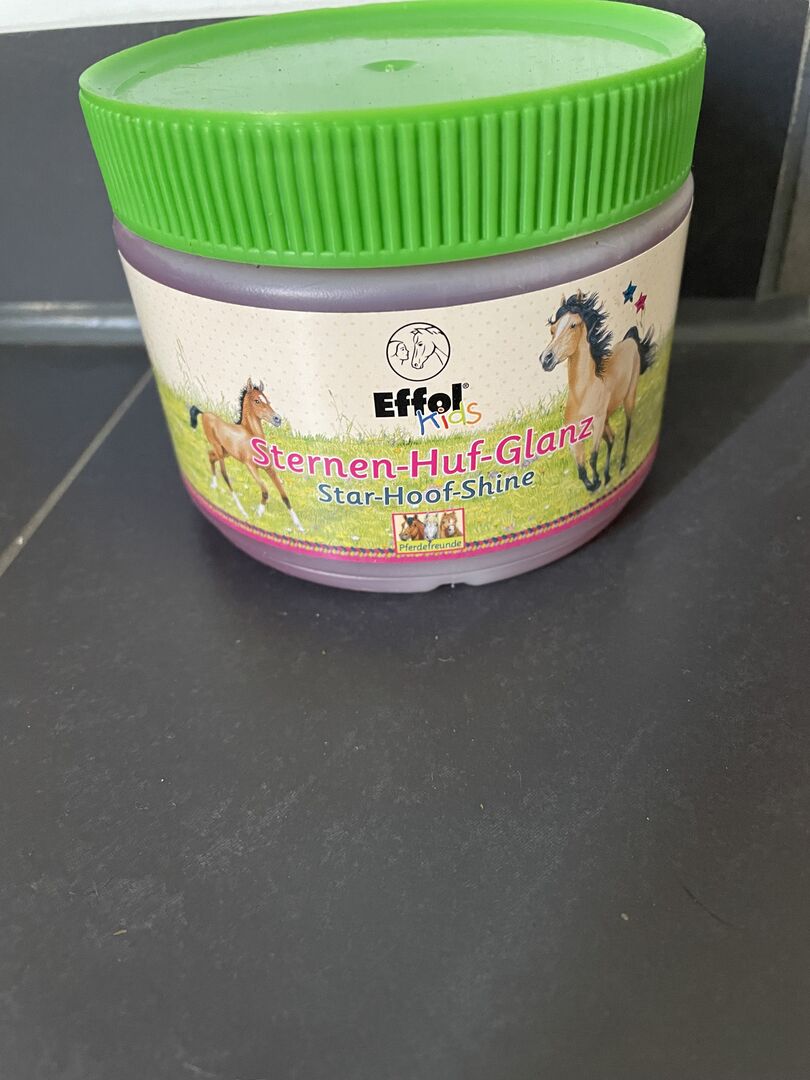 Effol®
Kids
Sternen-Huf-Glanz
Star-Hoof-Shine
Pferdefreunde